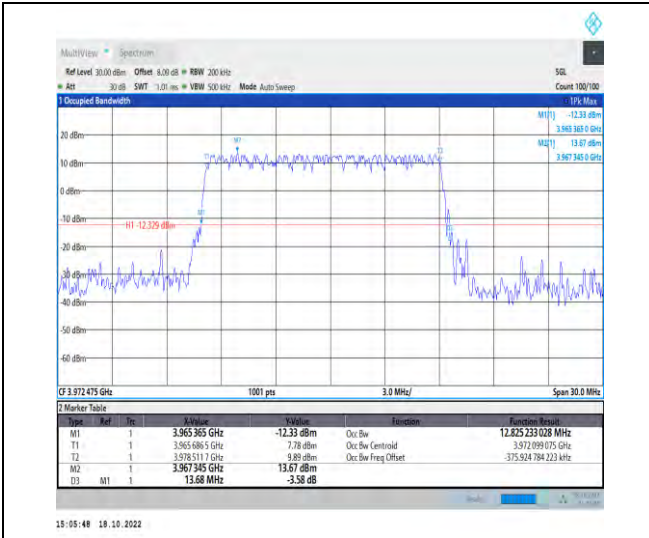 MultiView Spectrum
Ref Level 30.00 dBm Offset 8.09 dB RBW 200 kHz SGL
Att 30 dB SWT 1.01 ms VBW 500 kHz Mode Auto Sweep Count 100/100
1 Occupied Bandwidth 1Pk Max
M1[1] -12.33 dBm
3.965 365 0 GHz
M2[1] 13.67 dBm
3.967 345 0 GHz
20 dBm
M2
T1 T2
10 dBm
0 dBm
-10 dBm
H1 -12.329 dBm
-20 dBm
-30 dBm
-40 dBm
-50 dBm
-60 dBm
CF 3.972 475 GHz 1001 pts 3.0 MHz/ Span 30.0 MHz
2 Marker Table
Type Ref Trc X-Value Y-Value Function Function Result
M1 1 3.965 365 GHz -12.33 dBm Occ Bw 12.825 233 028 MHz
T1 1 3.965 686 5 GHz 7.78 dBm Occ Bw Centroid 3.972 099 075 GHz
T2 1 3.978 511 7 GHz 9.89 dBm Occ Bw Freq Offset -375.924 784 223 kHz
M2 1 3.967 345 GHz 13.67 dBm
D3 M1 1 13.68 MHz -3.58 dB
15:05:48 18.10.2022